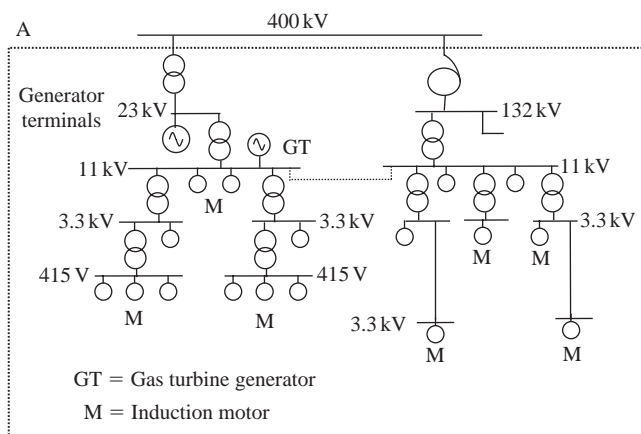 A
400 kV
Generator
terminals
23 kV
132 kV
GT
11 kV
11 kV
M
3.3 kV
3.3 kV
3.3 kV
M
M
415 V
415 V
M
M
3.3 kV
M
M
GT = Gas turbine generator
M = Induction motor